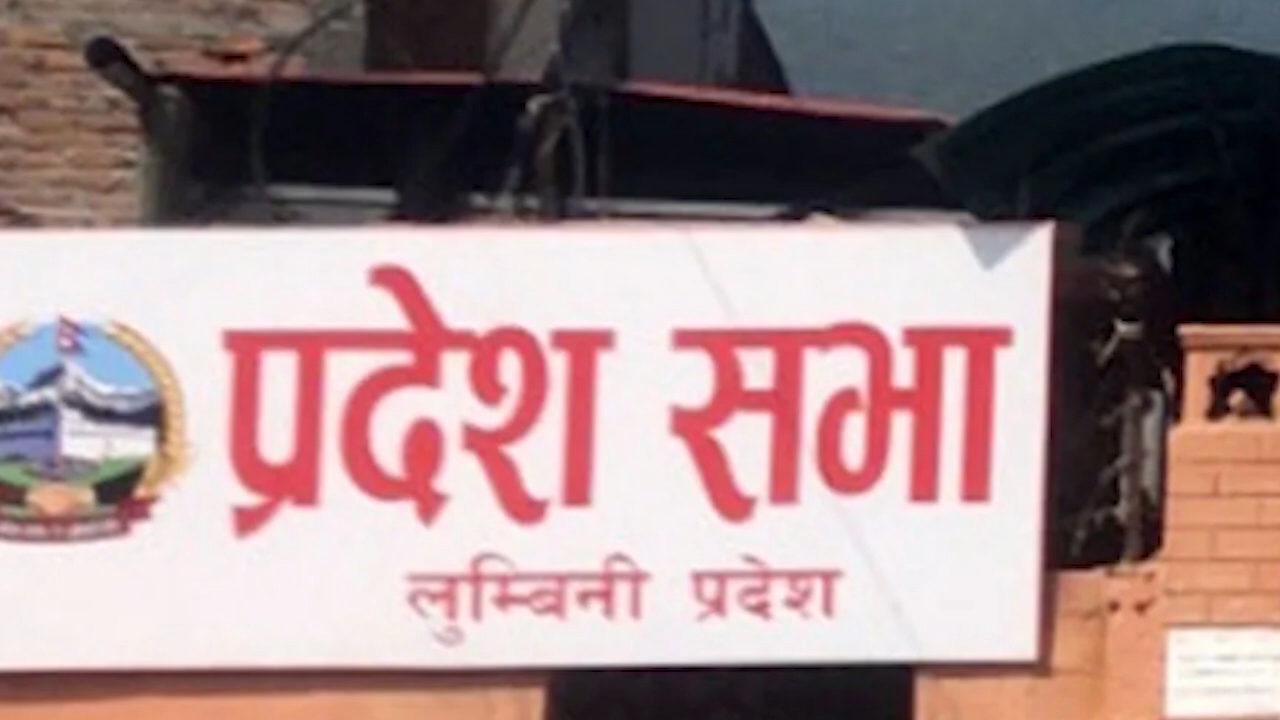 प्रदेश सभा
लुम्बिनी प्रदेश